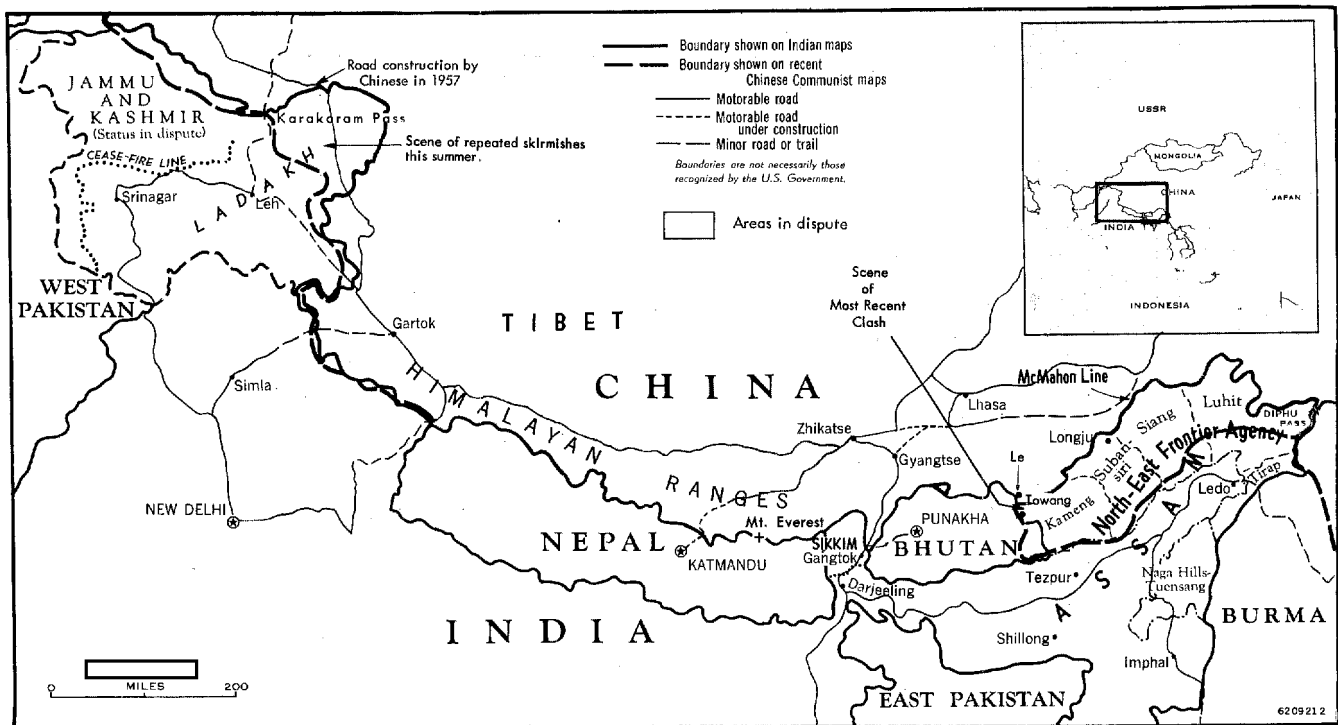 Boundary shown on Indian maps
Boundary shown on recent
Chinese Communist maps
Motorable road
Motorable road
under construction
Minor road or trail
Boundaries are not necessarily those
recognized by the U.S. Government.
Areas in dispute
USSR
MONGOLIA
CHINA
JAPAN
INDIA
INDONESIA
Road construction by
Chinese in 1957
JAMMU
AND
KASHMIR
(Status in dispute)
Karakoram Pass
Scene of repeated skirmishes
this summer.
CEASE-FIRE LINE
Srinagar
LADAKH
Leh
WEST
PAKISTAN
Gartok
TIBET
Simla
CHINA
HIMALAYAN RANGES
Scene
of
Most Recent
Clash
McMahon Line
Lhasa
Zhikatse
Gyangtse
Longju
Siang
Luhit
DIPHU
PASS
Le
Towang
Kameng
Suban-
siri
North-East Frontier Agency
Tirap
Ledo
NEW DELHI
NEPAL
KATMANDU
Mt. Everest
SIKKIM
Gangtok
PUNAKHA
BHUTAN
Darjeeling
Tezpur
ASSAM
Naga Hills-
Tuensang
BURMA
INDIA
Shillong
Imphal
EAST PAKISTAN
0 MILES 200
6209212